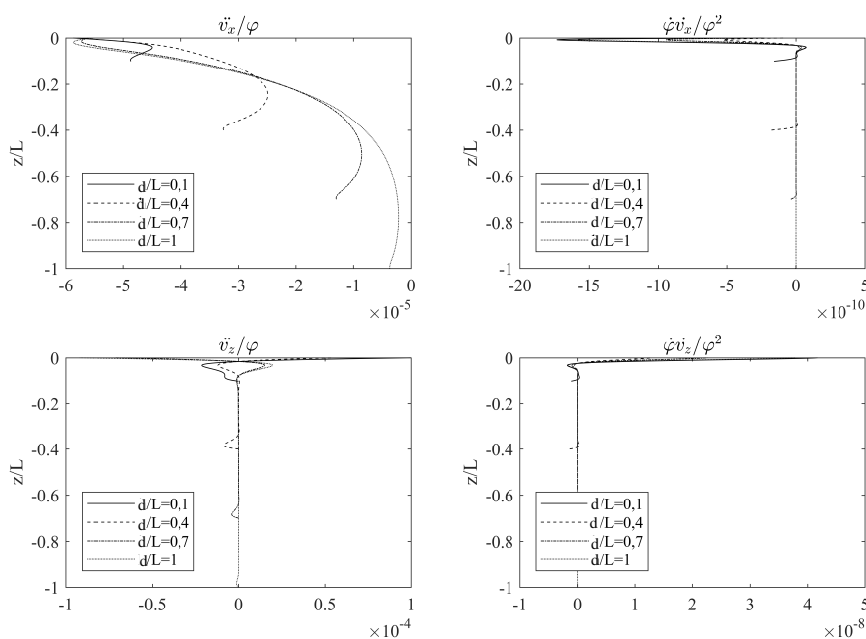 v̈ₓ/φ
0
-0.2
-0.4
-0.6
-0.8
-1
z/L
d/L=0,1
d/L=0,4
d/L=0,7
d/L=1
-6 -5 -4 -3 -2 -1 0
×10⁻⁵
φ̇v̇ₓ/φ²
0
-0.2
-0.4
-0.6
-0.8
-1
z/L
d/L=0,1
d/L=0,4
d/L=0,7
d/L=1
-20 -15 -10 -5 0 5
×10⁻¹⁰
v̈_z/φ
0
-0.2
-0.4
-0.6
-0.8
-1
z/L
d/L=0,1
d/L=0,4
d/L=0,7
d/L=1
-1 -0.5 0 0.5 1
×10⁻⁴
φ̇v̇_z/φ²
0
-0.2
-0.4
-0.6
-0.8
-1
z/L
d/L=0,1
d/L=0,4
d/L=0,7
d/L=1
-1 0 1 2 3 4 5
×10⁻⁸